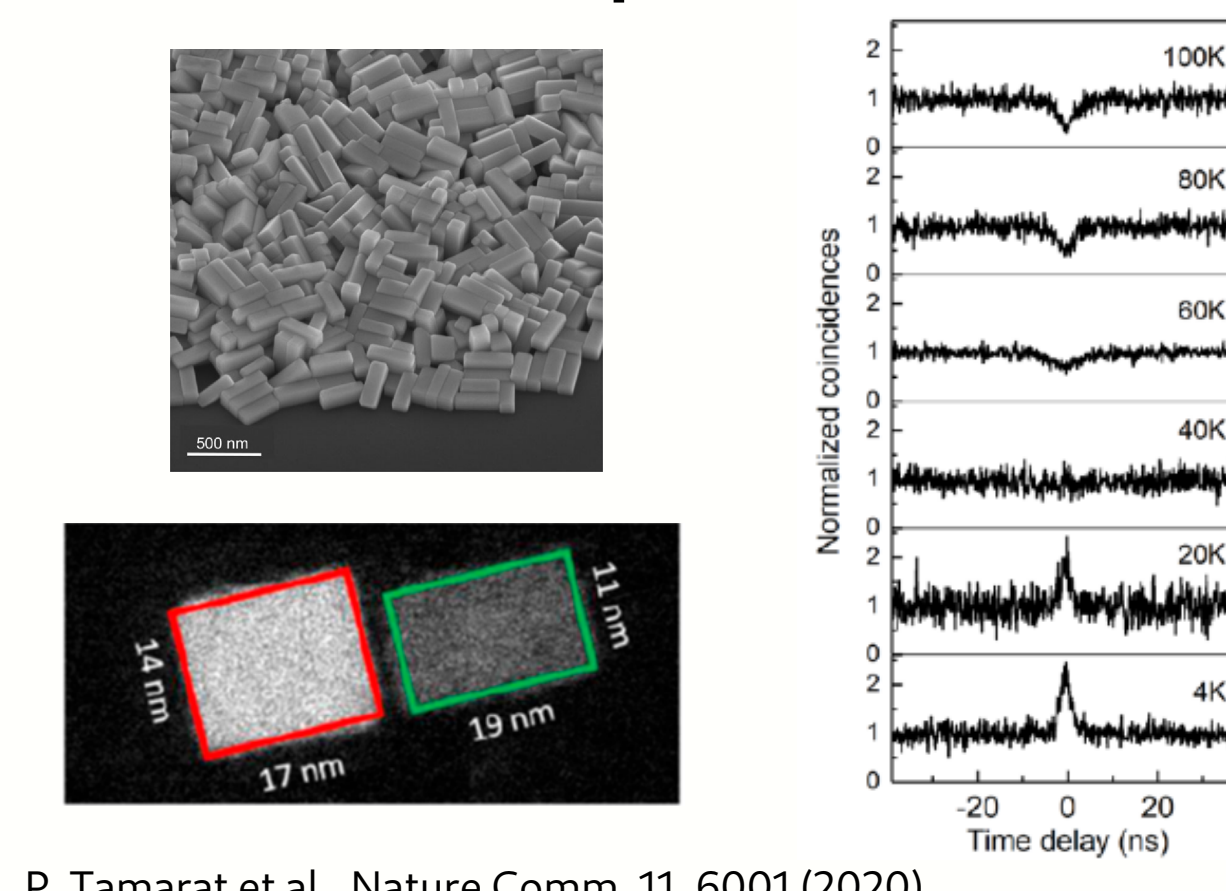 500 nm
14 nm
17 nm
11 nm
19 nm
Normalized coincidences
2
1
0
100K
2
1
0
80K
2
1
0
60K
2
1
0
40K
2
1
0
20K
2
1
0
4K
-20 0 20
Time delay (ns)
P. Tamarat et al., Nature Comm. 11, 6001 (2020)